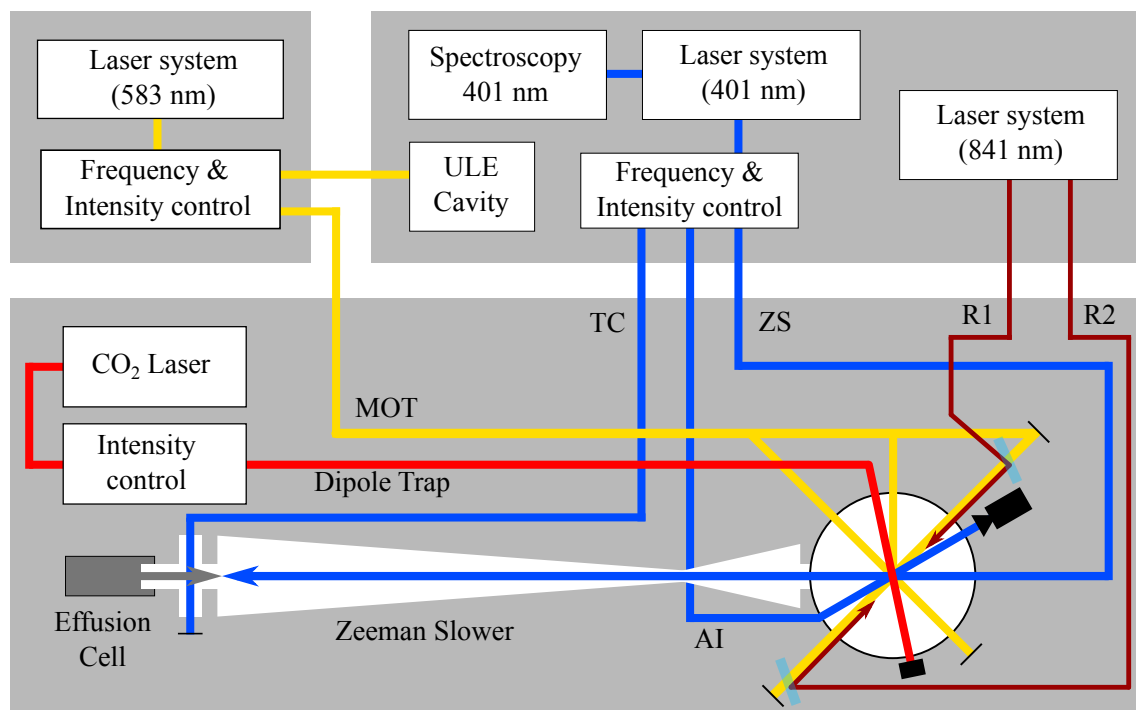 Laser system
(583 nm)
Frequency &
Intensity control
Spectroscopy
401 nm
Laser system
(401 nm)
ULE
Cavity
Frequency &
Intensity control
Laser system
(841 nm)
TC
ZS
R1
R2
CO₂ Laser
MOT
Intensity
control
Dipole Trap
Effusion
Cell
Zeeman Slower
AI